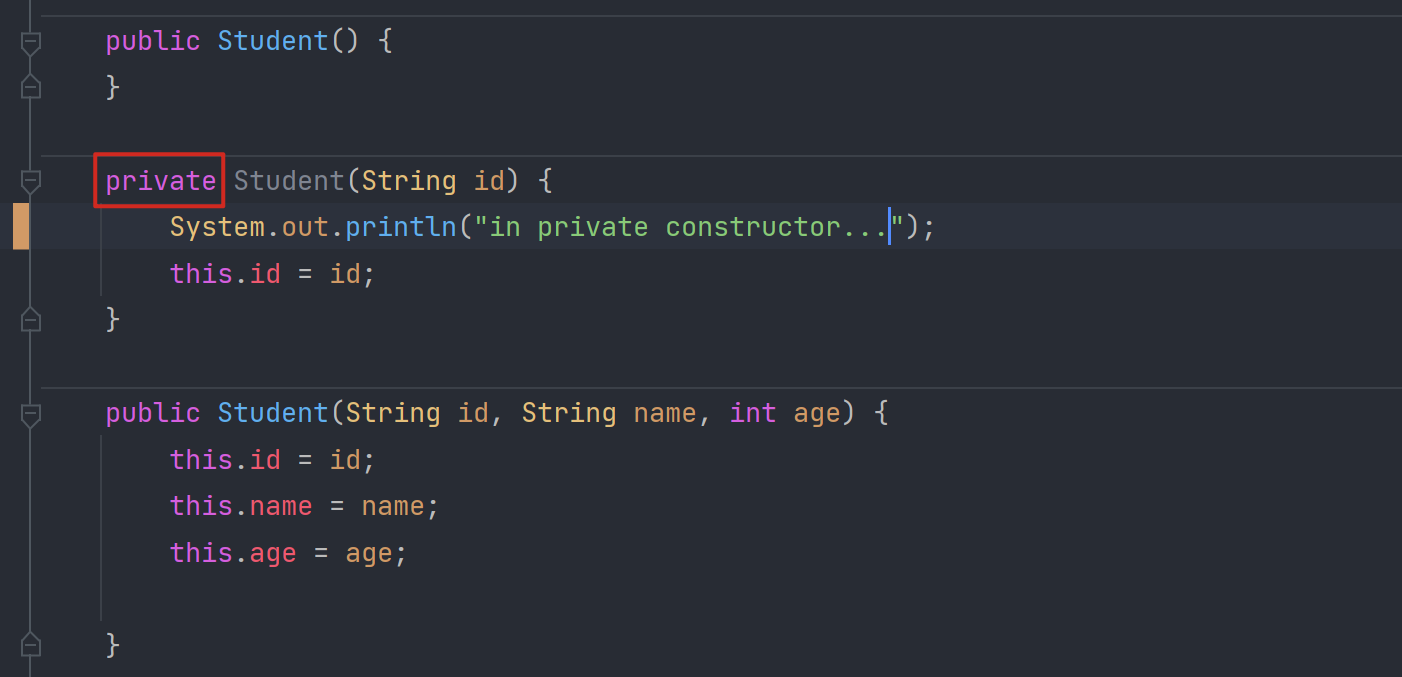 public Student() {
}
private Student(String id) {
System.out.println("in private constructor...");
this.id = id;
}
public Student(String id, String name, int age) {
this.id = id;
this.name = name;
this.age = age;
}